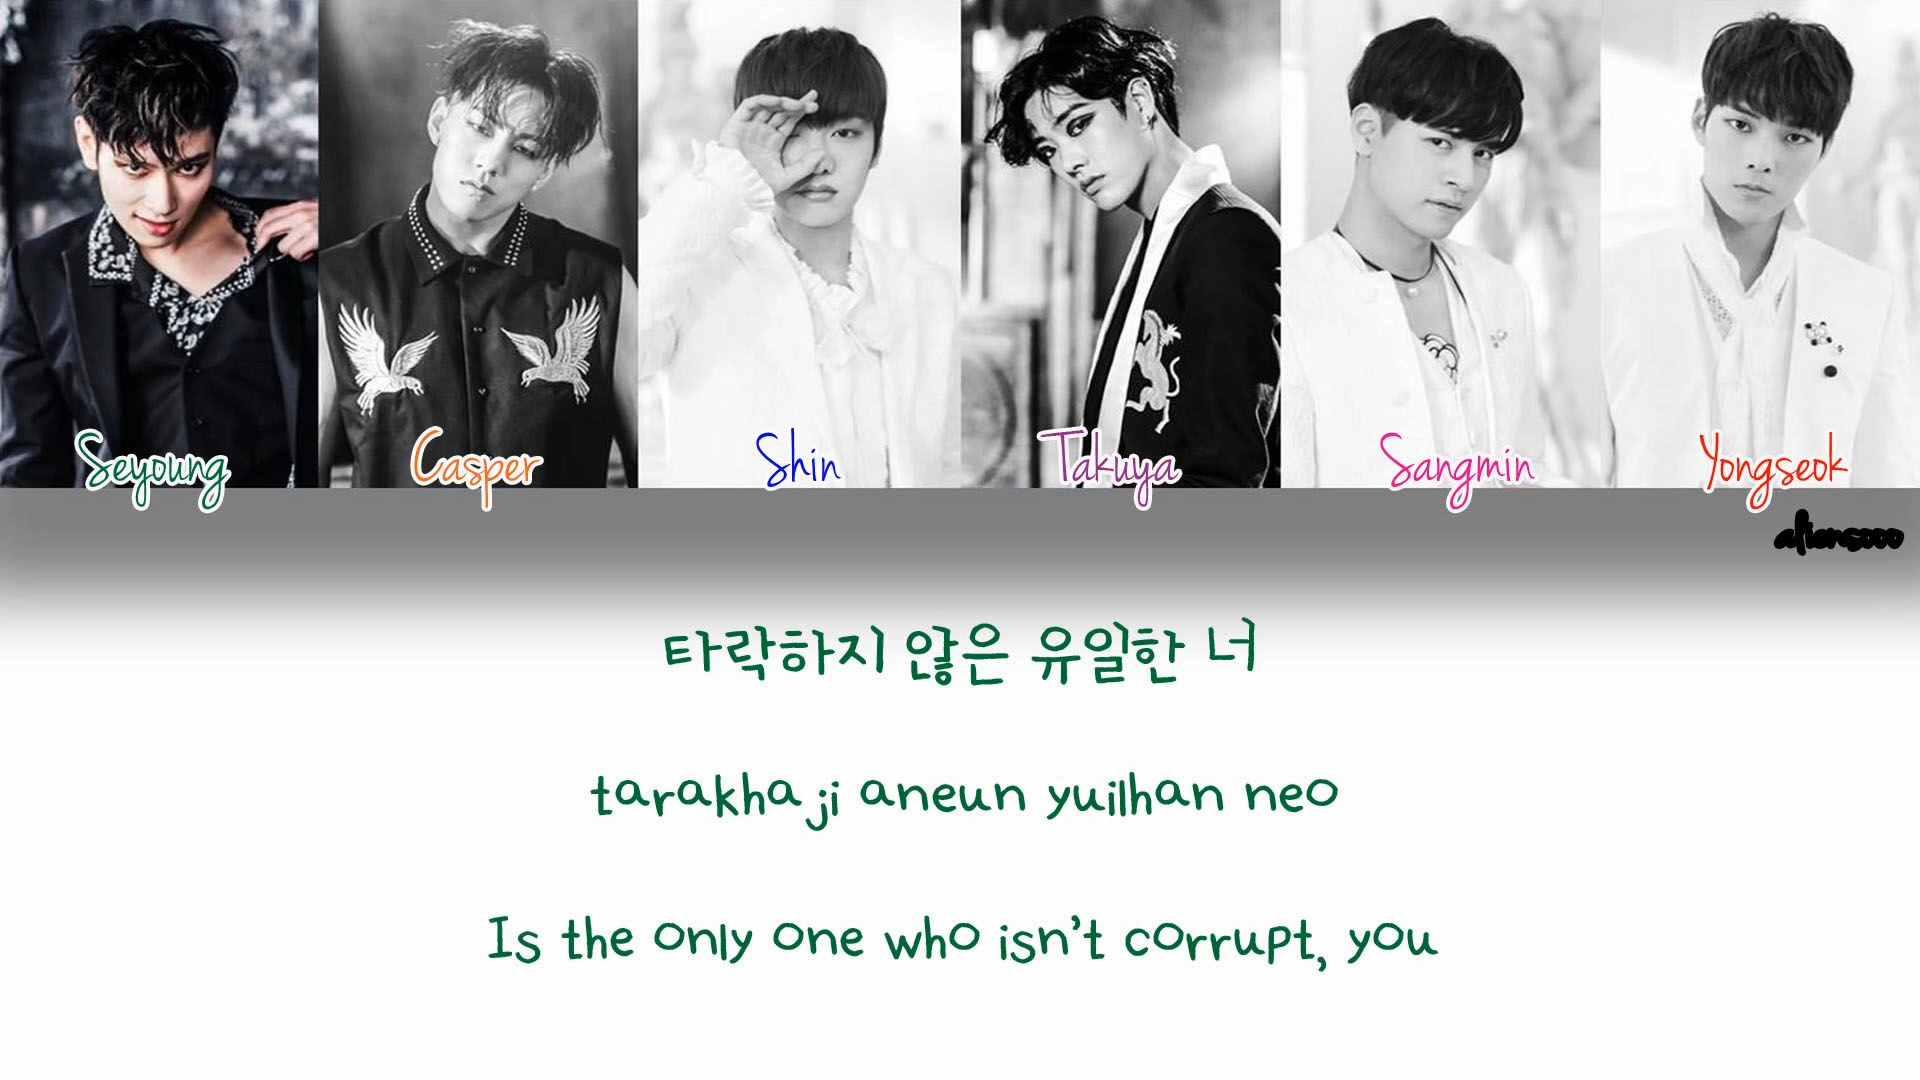 Seyoung
Casper
Shin
Takuya
Sangmin
Yongseok
aliensooo
타락하지 않은 유일한 너
tarakhaji aneun yuilhan neo
Is the only one who isn't corrupt, you